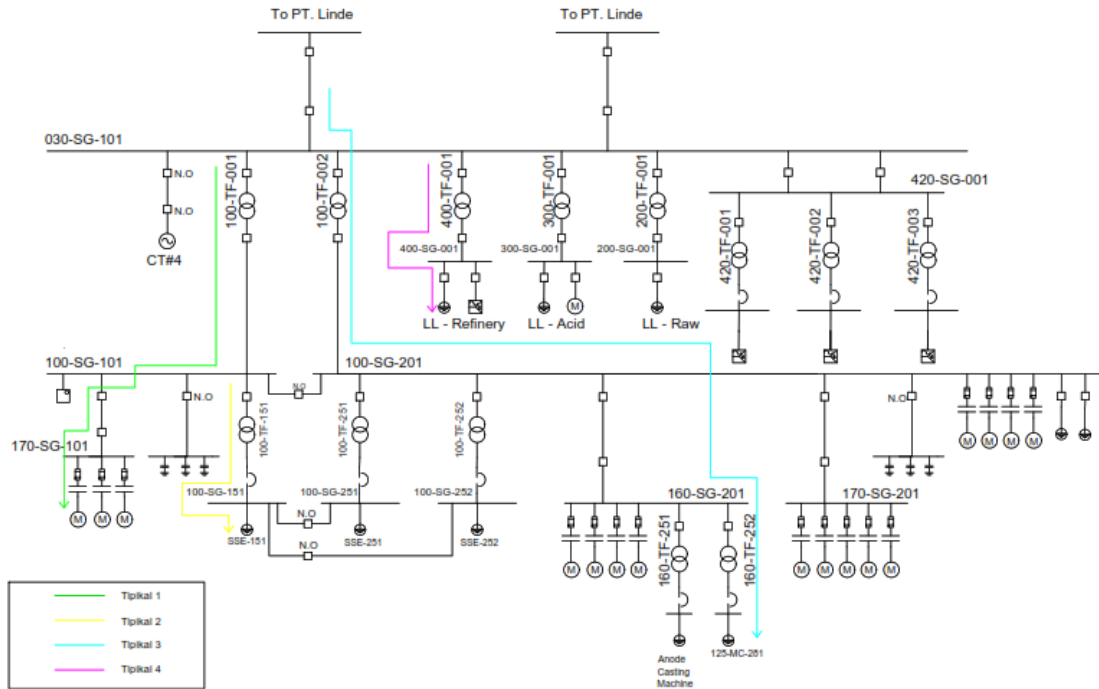 To PT. Linde
To PT. Linde
030-SG-101
N.O
N.O
CT#4
100-TF-001
100-TF-002
400-TF-001
300-TF-001
200-TF-001
420-SG-001
420-TF-001
420-TF-002
420-TF-003
400-SG-001
300-SG-001
200-SG-001
M
LL - Refinery
LL - Acid
LL - Raw
100-SG-101
100-SG-201
N.O
N.O
N.O
100-TF-151
100-TF-251
100-TF-252
M
M
M
M
170-SG-101
100-SG-151
100-SG-251
100-SG-252
160-SG-201
170-SG-201
M
M
M
N.O
SSE-151
SSE-251
SSE-252
N.O
160-TF-251
160-TF-252
M
M
M
M
M
M
M
M
M
Anode
Casting
Machine
125-MC-261
Tipikal 1
Tipikal 2
Tipikal 3
Tipikal 4